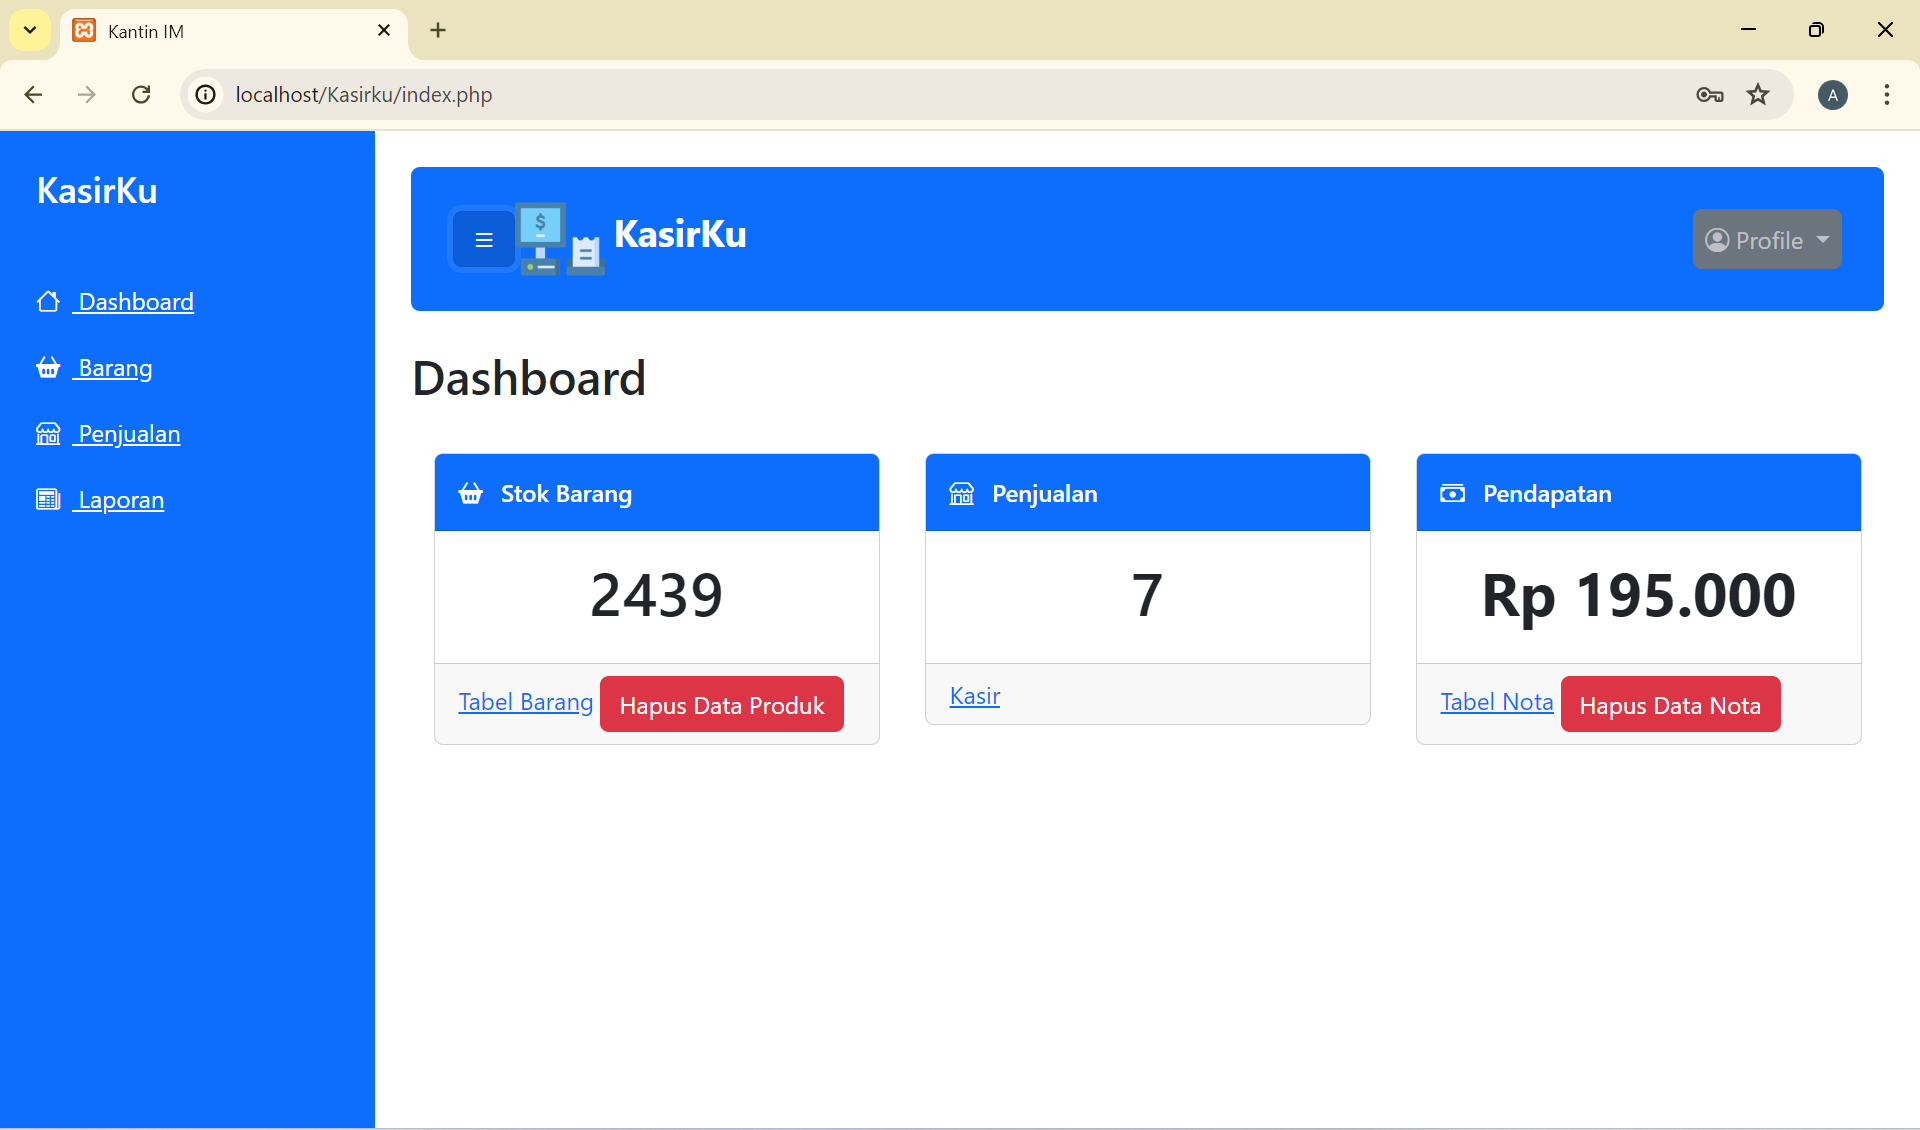 Kantin IM
localhost/Kasirku/index.php
A
KasirKu
Dashboard
Barang
Penjualan
Laporan
$
KasirKu
Profile
Dashboard
Stok Barang
2439
Tabel Barang Hapus Data Produk
Penjualan
7
Kasir
Pendapatan
Rp 195.000
Tabel Nota Hapus Data Nota